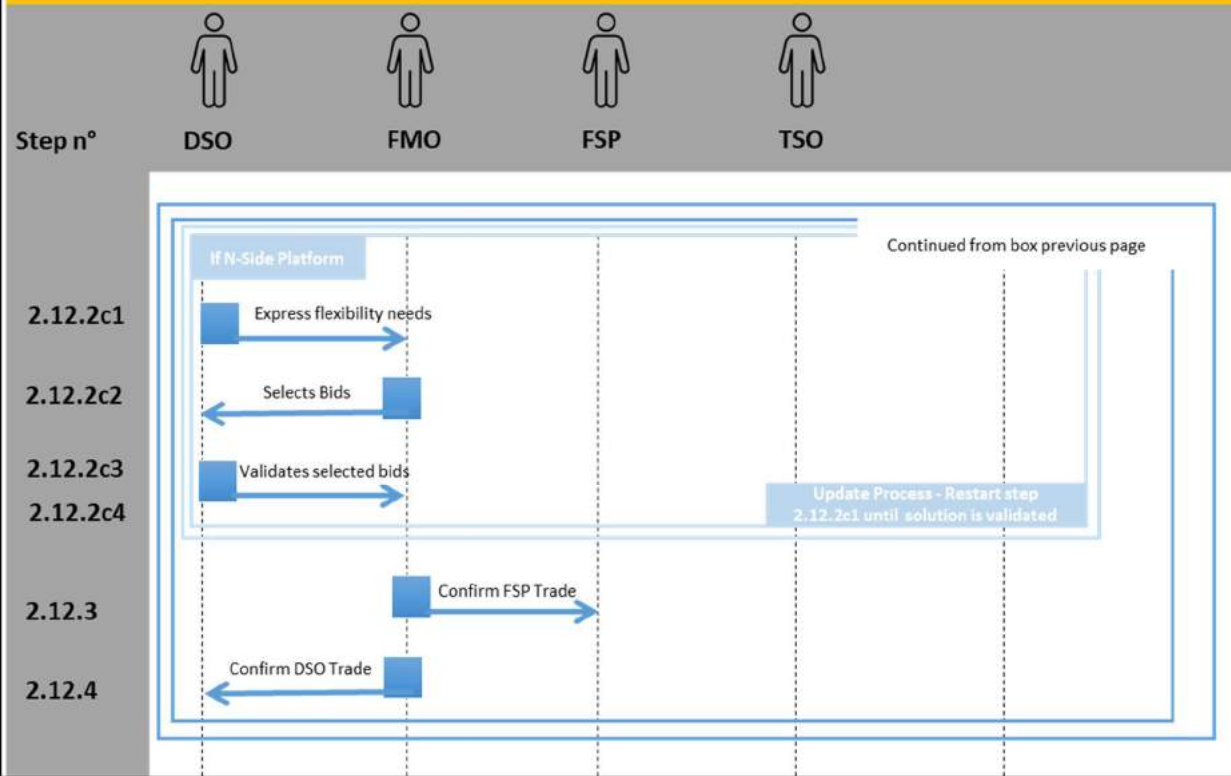 Step n°
DSO
FMO
FSP
TSO
Continued from box previous page
If N-Side Platform
2.12.2c1
Express flexibility needs
2.12.2c2
Selects Bids
2.12.2c3
Validates selected bids
2.12.2c4
Update Process - Restart step
2.12.2c1 until solution is validated
2.12.3
Confirm FSP Trade
2.12.4
Confirm DSO Trade